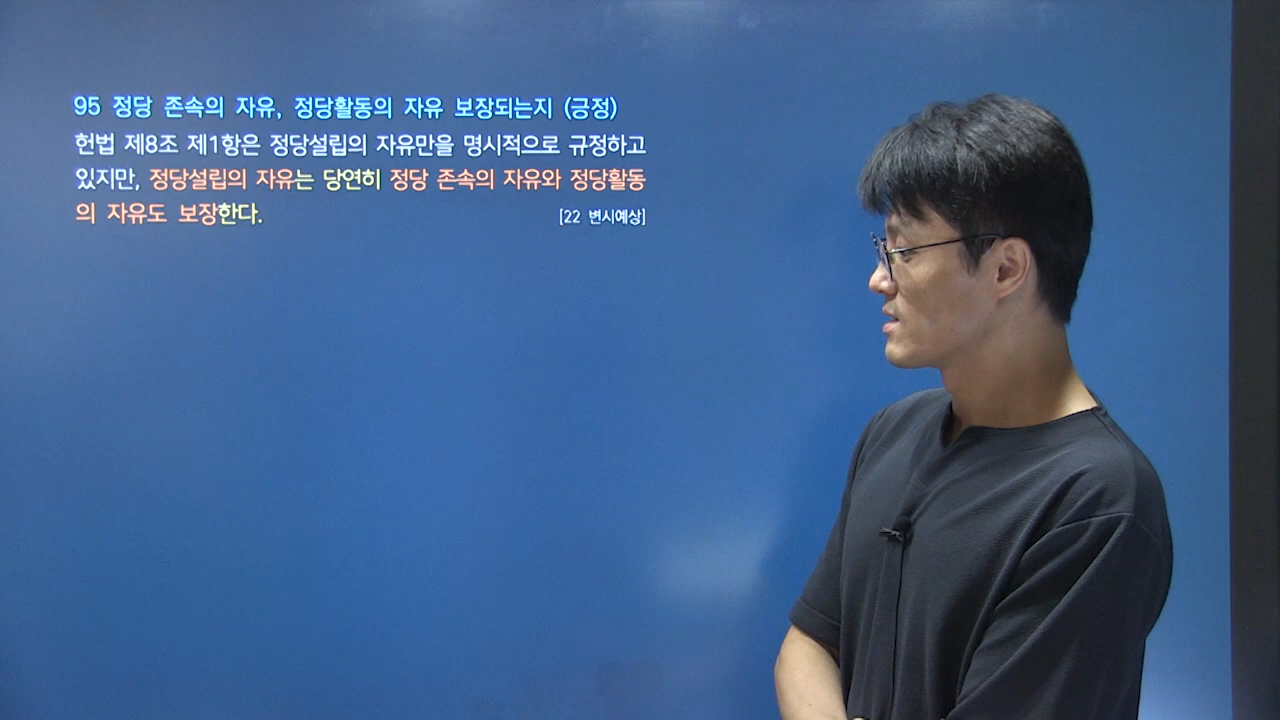 95 정당 존속의 자유, 정당활동의 자유 보장되는지 (긍정)
헌법 제8조 제1항은 정당설립의 자유만을 명시적으로 규정하고
있지만, 정당설립의 자유는 당연히 정당 존속의 자유와 정당활동
의 자유도 보장한다. [22 변시예상]